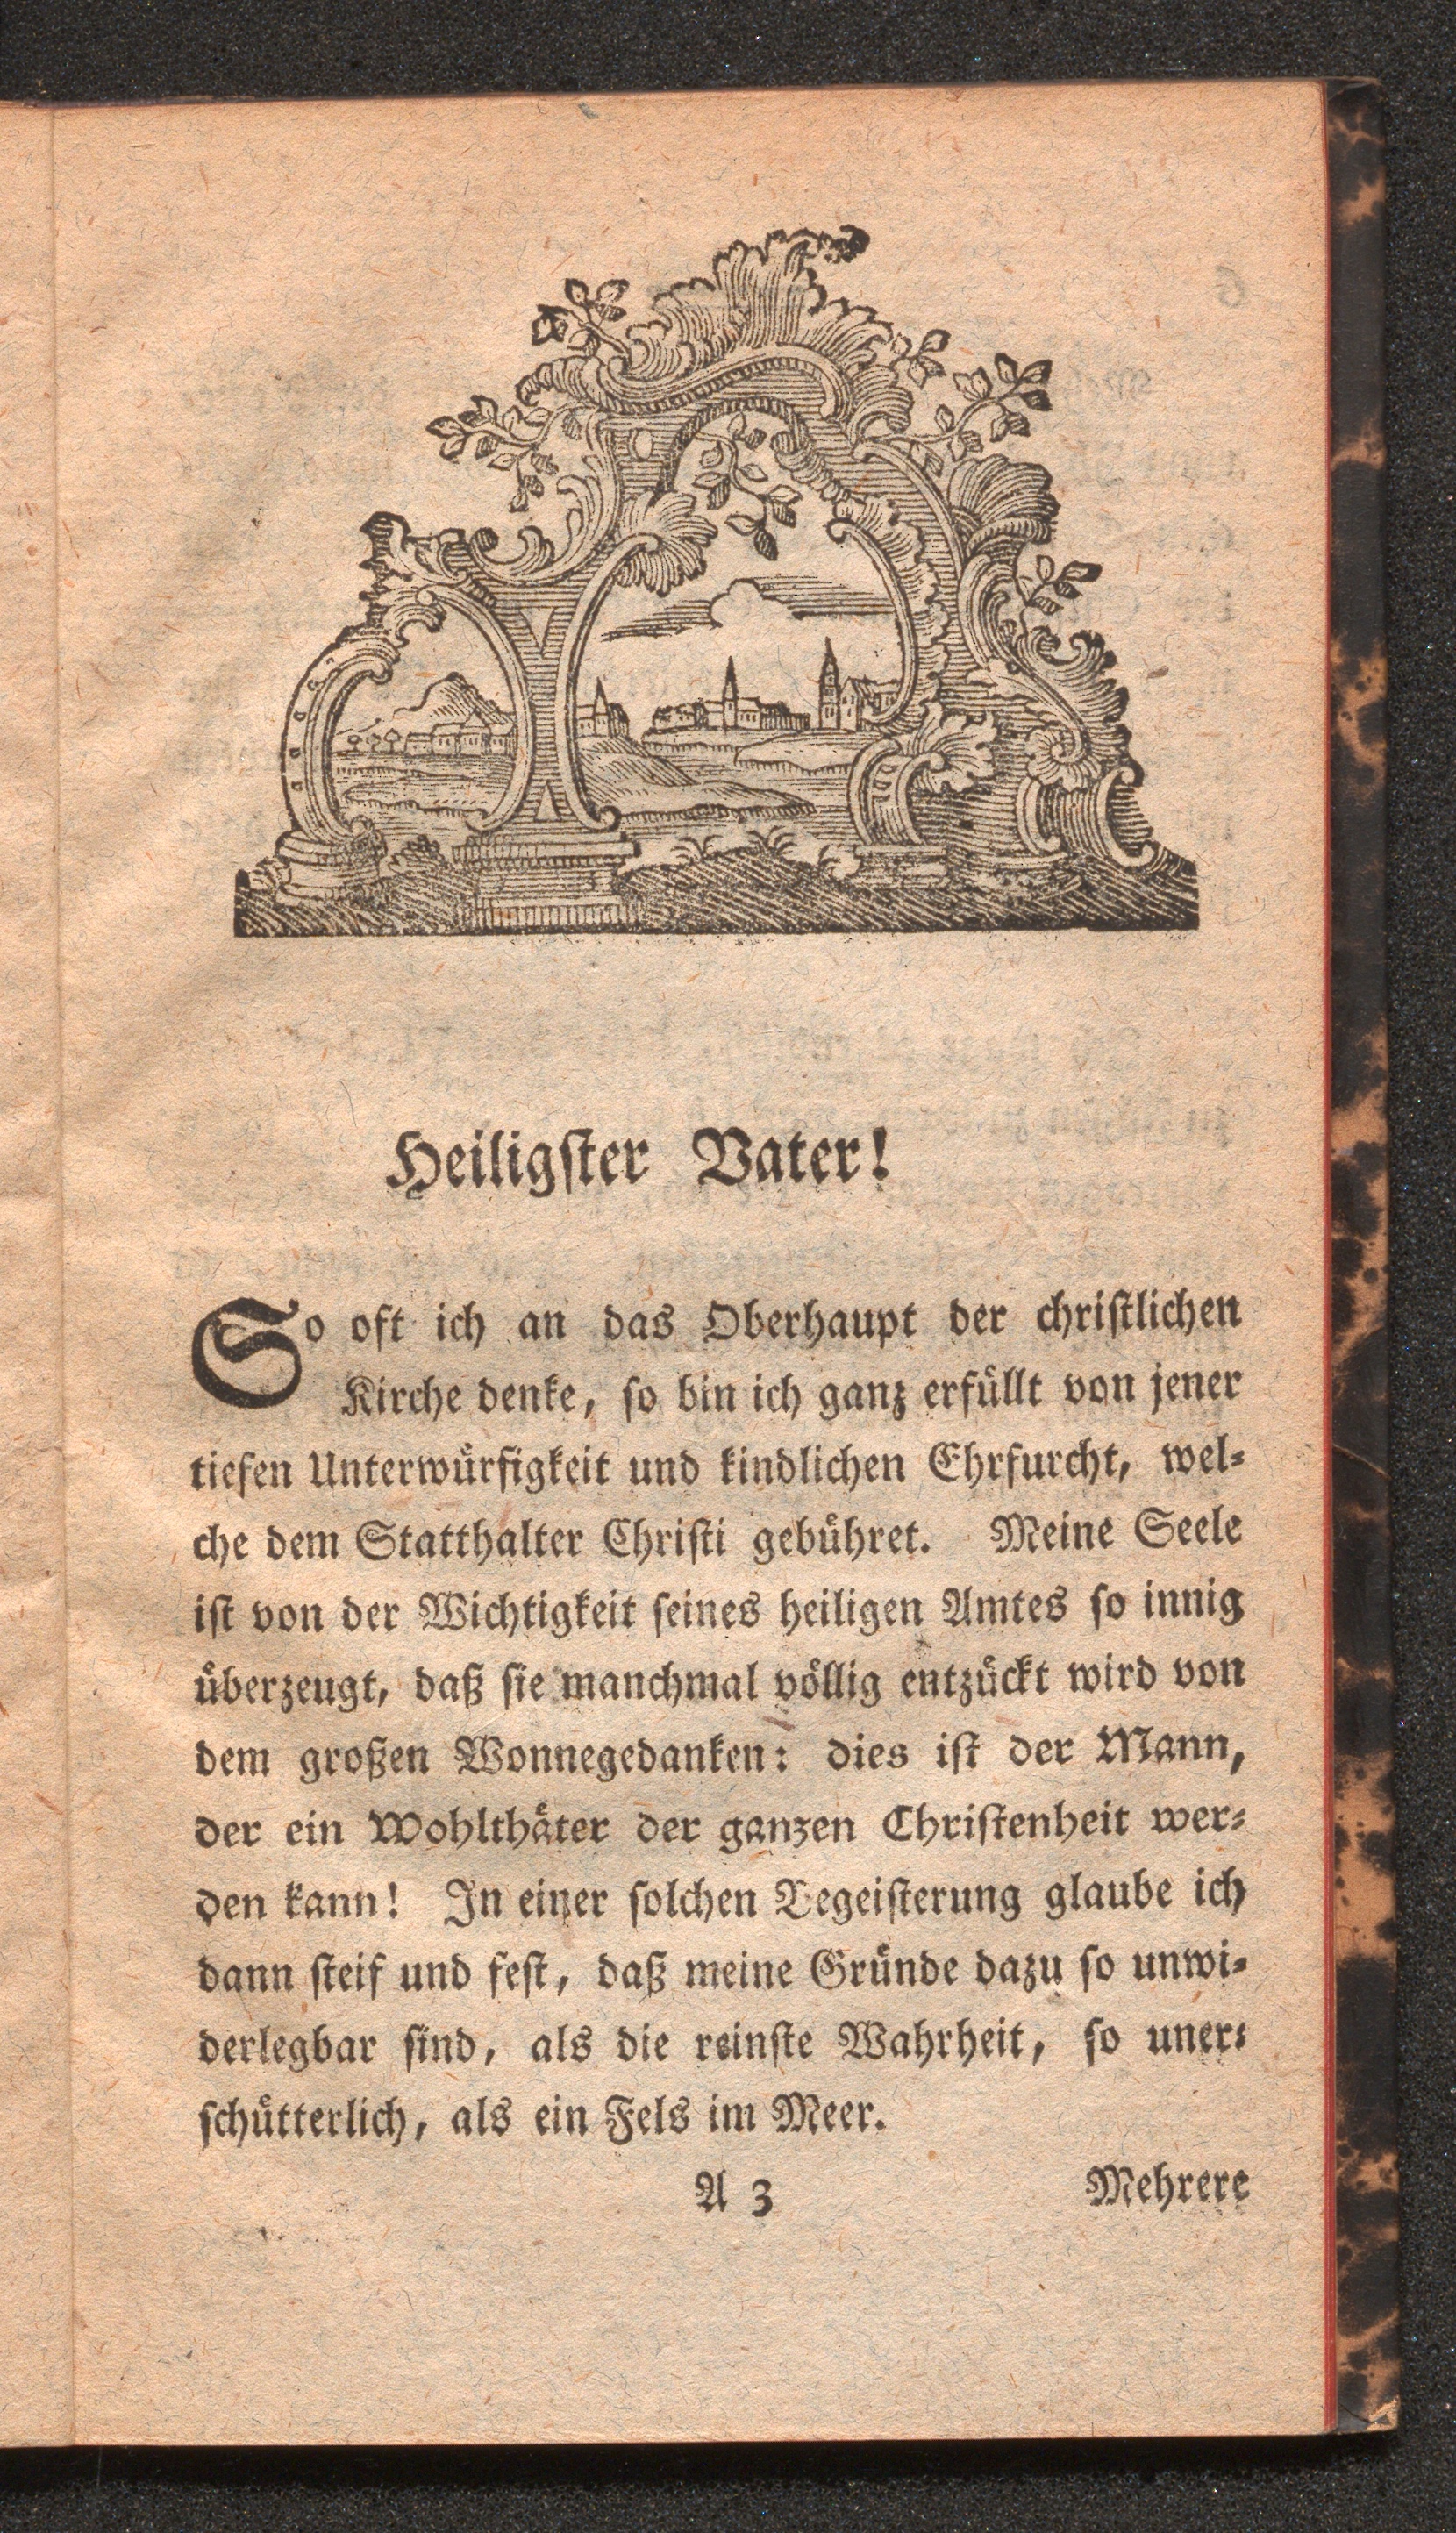 Heiligſter Vater!
So oft ich an das Oberhaupt der chriſtlichen
Kirche denke, ſo bin ich ganz erfüllt von jener
tiefen Unterwürfigkeit und kindlichen Ehrfurcht, wel⸗
che dem Statthalter Chriſti gebühret. Meine Seele
iſt von der Wichtigkeit ſeines heiligen Amtes ſo innig
überzeugt, daß ſie manchmal völlig entzückt wird von
dem großen Wonnegedanken: dies iſt der Mann,
der ein Wohlthäter der ganzen Chriſtenheit wer⸗
den kann! In einer ſolchen Begeiſterung glaube ich
dann ſteif und feſt, daß meine Gründe dazu ſo unwi⸗
derlegbar ſind, als die reinſte Wahrheit, ſo uner⸗
ſchütterlich, als ein Fels im Meer.
A 3 Mehrere